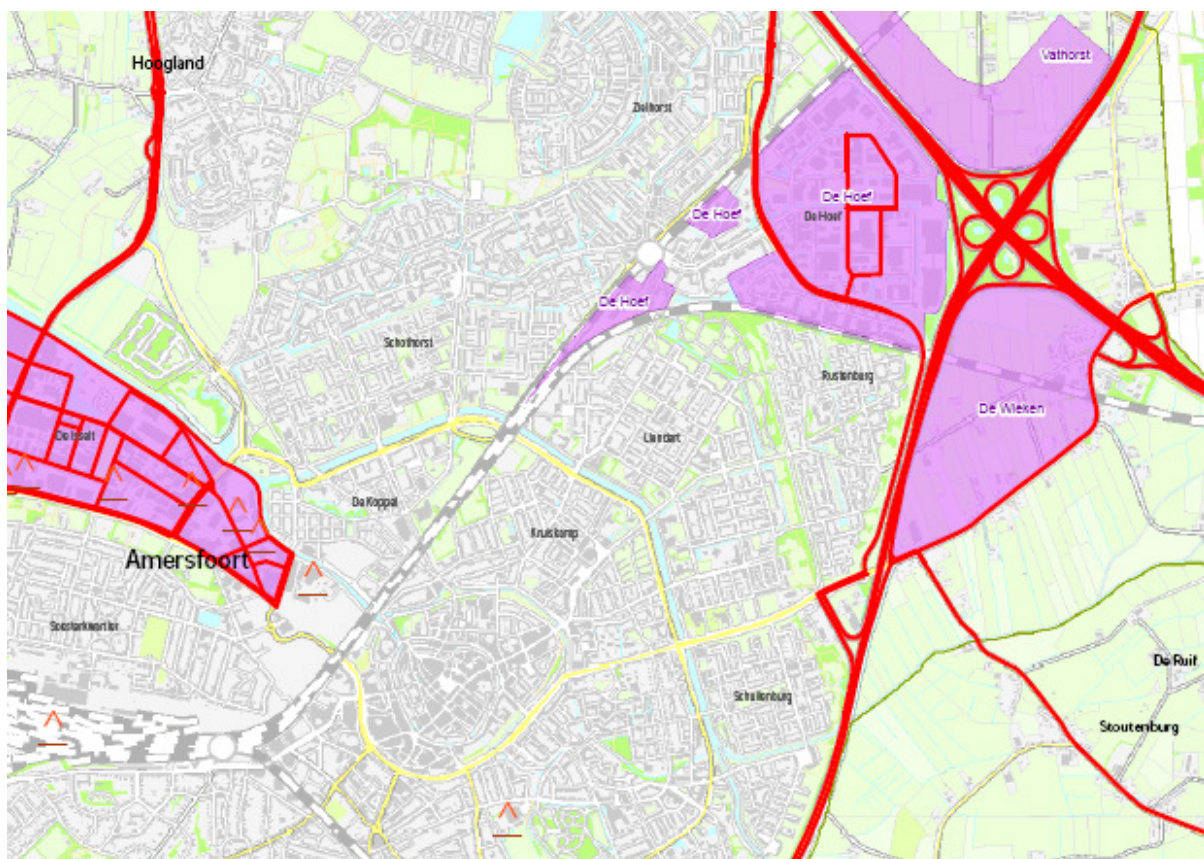 Vathorst
Hoogland
Zielhorst
De Hoef
De Hoef
De Hoef
De Hoef
Schothorst
Rustenburg
De Wieken
De Isselt
Liendert
De Koppel
Kruiskamp
Amersfoort
Soesterkwartier
De Ruif
Schuilenburg
Stoutenburg